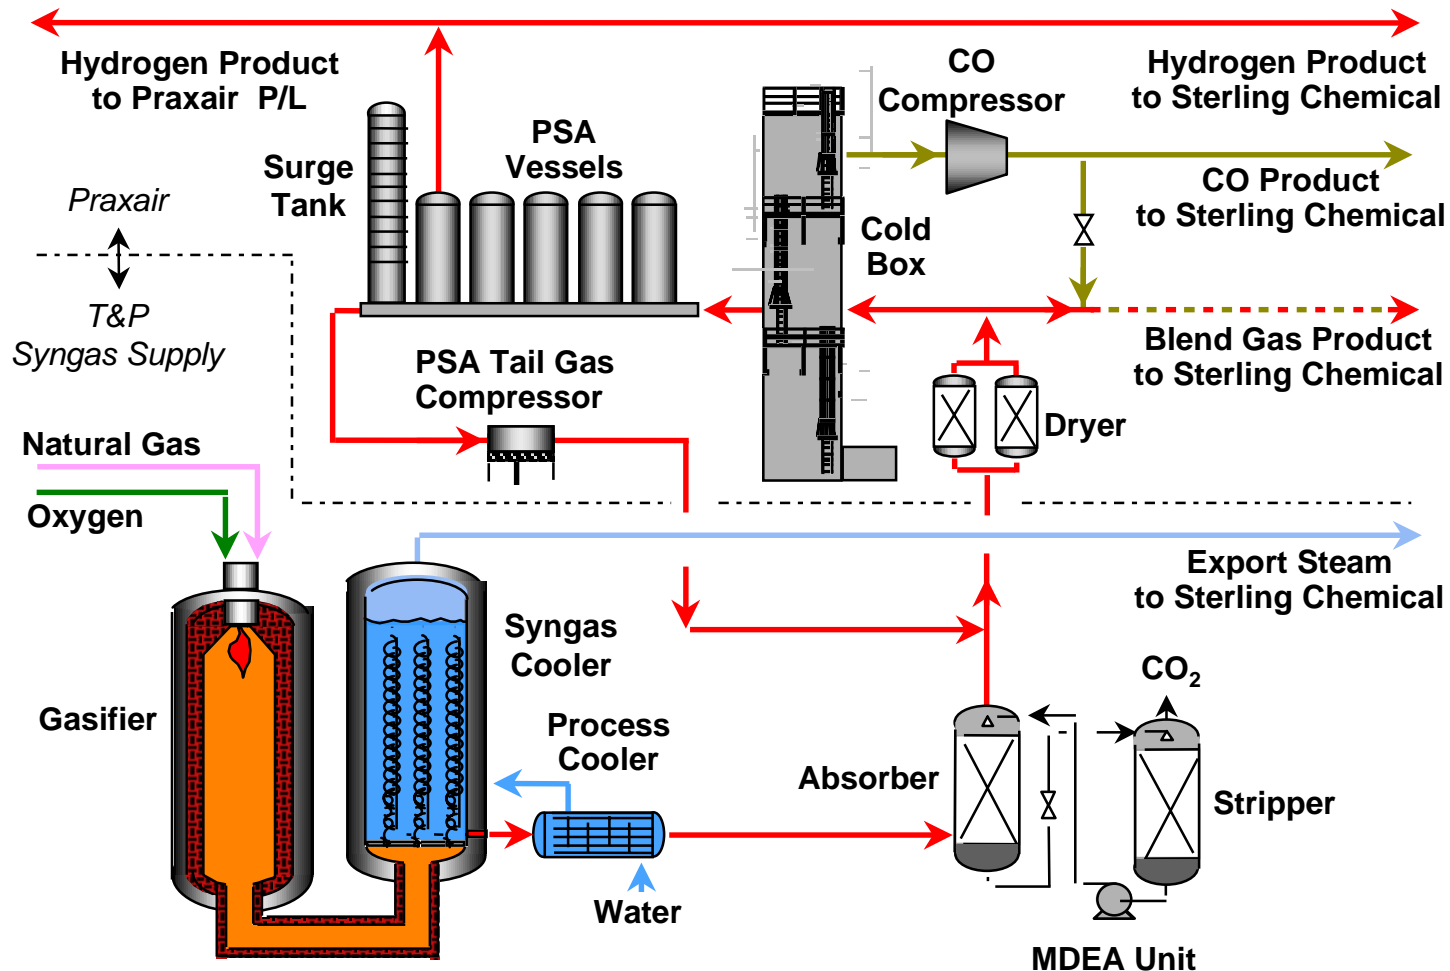 Hydrogen Product
to Praxair P/L
CO
Compressor
Hydrogen Product
to Sterling Chemical
Surge
Tank
PSA
Vessels
CO Product
to Sterling Chemical
Praxair
Cold
Box
T&P
Syngas Supply
PSA Tail Gas
Compressor
Blend Gas Product
to Sterling Chemical
Dryer
Natural Gas
Oxygen
Export Steam
to Sterling Chemical
Syngas
Cooler
CO2
Gasifier
Process
Cooler
Absorber
Stripper
Water
MDEA Unit